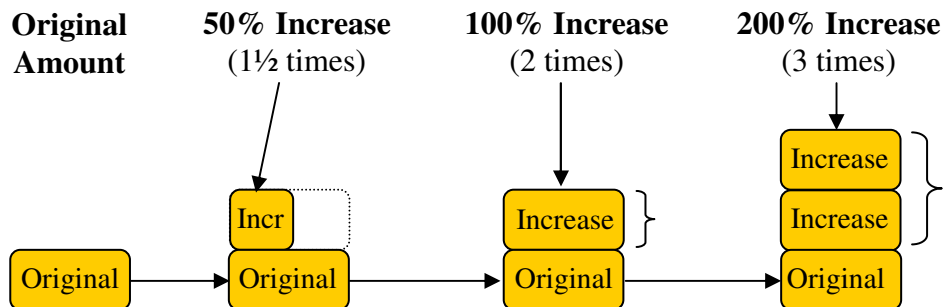 Original Amount
50% Increase
(1½ times)
100% Increase
(2 times)
200% Increase
(3 times)
Increase
Incr
Increase
Increase
Original
Original
Original
Original